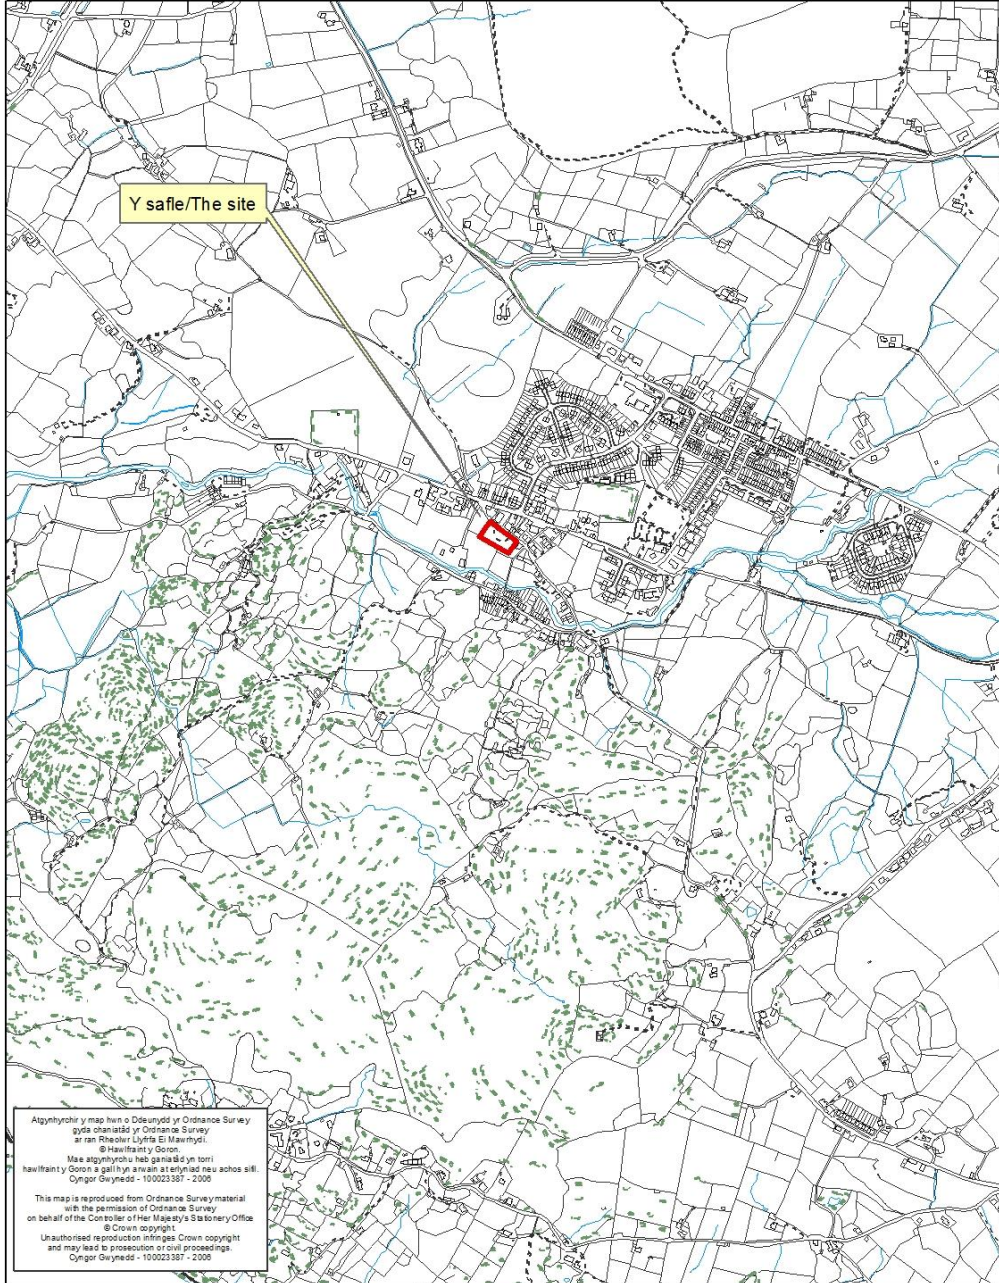 Y safle/The site
Atgynhyrchir y map hwn o Ddeunydd yr Ordnance Survey
gyda chaniatâd yr Ordnance Survey
ar ran Rheolwr Llyfrfa Ei Mawrhydi.
© Hawlfraint y Goron.
Mae atgynhyrchu heb ganiatâd yn torri
hawlfraint y Goron a gall hyn arwain at erlyniad neu achos sifil.
Cyngor Gwynedd - 100023387 - 2006
This map is reproduced from Ordnance Survey material
with the permission of Ordnance Survey
on behalf of the Controller of Her Majesty's Stationery Office
© Crown copyright.
Unauthorised reproduction infringes Crown copyright
and may lead to prosecution or civil proceedings.
Cyngor Gwynedd - 100023387 - 2006